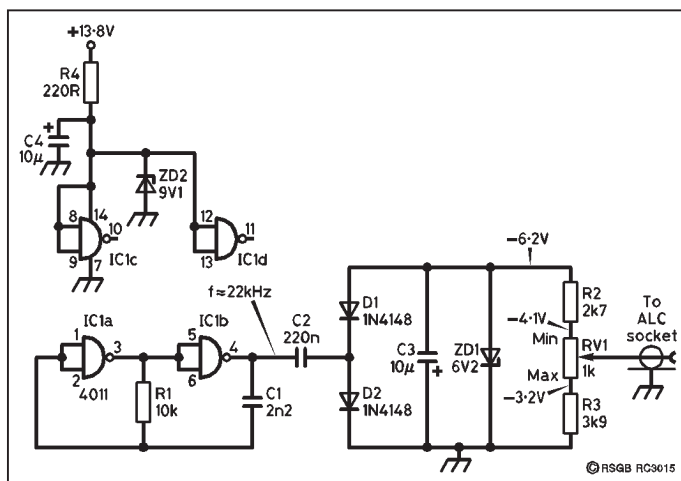 +13·8V
R4
220R
+
C4
10µ
ZD2
9V1
8
14
10
9
7
IC1c
12
11
13
IC1d
f≈22kHz
IC1a
1
3
2
4011
IC1b
5
4
6
R1
10k
C1
2n2
C2
220n
D1
1N4148
D2
1N4148
C3
10µ
+
ZD1
6V2
−6·2V
R2
2k7
−4·1V
Min
RV1
1k
Max
−3·2V
R3
3k9
To
ALC
socket
© RSGB RC3015